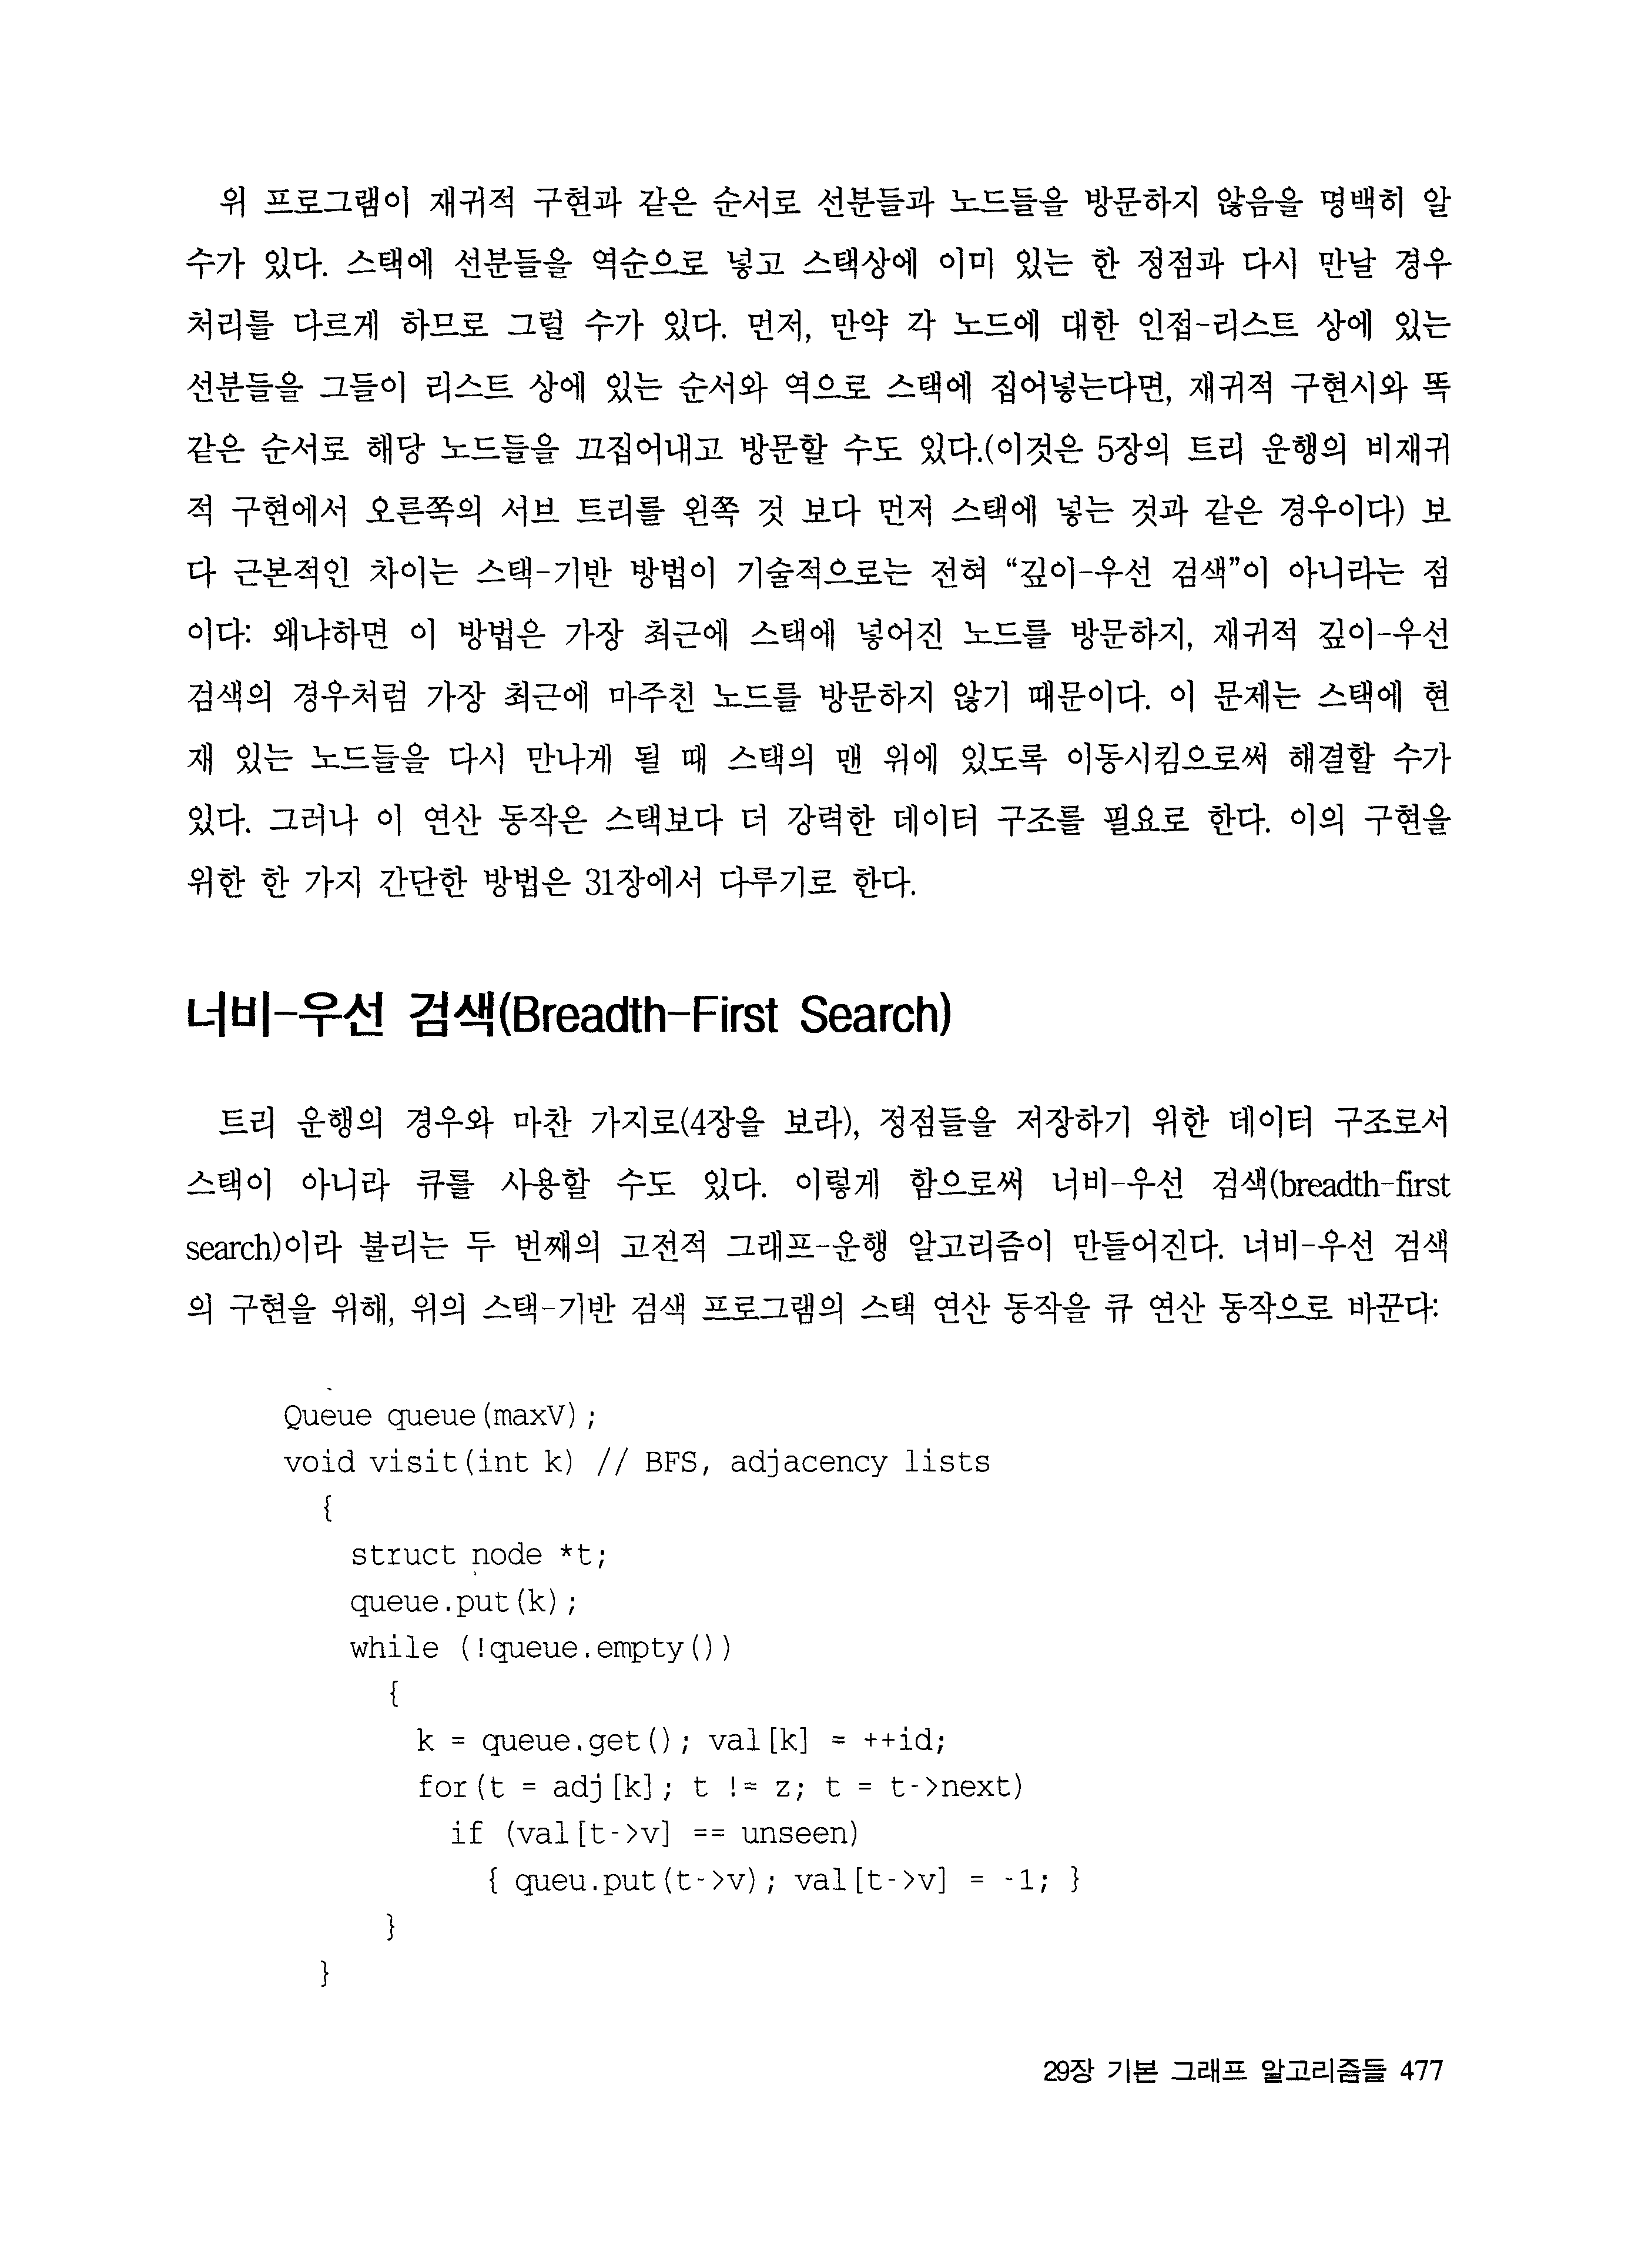 위 프로그램이 재귀적 구현과 같은 순서로 선분들과 노드들을 방문하지 않음을 명백히 알
수가 있다. 스택에 선분들을 역순으로 넣고 스택상에 이미 있는 한 정점과 다시 만날 경우
처리를 다르게 하므로 그럴 수가 있다. 먼저, 만약 각 노드에 대한 인접-리스트 상에 있는
선분들을 그들이 리스트 상에 있는 순서와 역으로 스택에 집어넣는다면, 재귀적 구현시와 똑
같은 순서로 해당 노드들을 끄집어내고 방문할 수도 있다.(이것은 5장의 트리 운행의 비재귀
적 구현에서 오른쪽의 서브 트리를 왼쪽 것 보다 먼저 스택에 넣는 것과 같은 경우이다) 보
다 근본적인 차이는 스택-기반 방법이 기술적으로는 전혀 “깊이-우선 검색”이 아니라는 점
이다: 왜냐하면 이 방법은 가장 최근에 스택에 넣어진 노드를 방문하지, 재귀적 깊이-우선
검색의 경우처럼 가장 최근에 마주친 노드를 방문하지 않기 때문이다. 이 문제는 스택에 현
재 있는 노드들을 다시 만나게 될 때 스택의 맨 위에 있도록 이동시킴으로써 해결할 수가
있다. 그러나 이 연산 동작은 스택보다 더 강력한 데이터 구조를 필요로 한다. 이의 구현을
위한 한 가지 간단한 방법은 31장에서 다루기로 한다.
너비-우선 검색(Breadth-First Search)
트리 운행의 경우와 마찬 가지로(4장을 보라), 정점들을 저장하기 위한 데이터 구조로서
스택이 아니라 큐를 사용할 수도 있다. 이렇게 함으로써 너비-우선 검색(breadth-first
search)이라 불리는 두 번째의 고전적 그래프-운행 알고리즘이 만들어진다. 너비-우선 검색
의 구현을 위해, 위의 스택-기반 검색 프로그램의 스택 연산 동작을 큐 연산 동작으로 바꾼다:
Queue queue(maxV);
void visit(int k) // BFS, adjacency lists
{
struct node *t;
queue.put(k);
while (!queue.empty())
{
k = queue.get(); val[k] = ++id;
for(t = adj[k]; t != z; t = t->next)
if (val[t->v] == unseen)
{ queu.put(t->v); val[t->v] = -1; }
}
}
29장 기본 그래프 알고리즘들 477